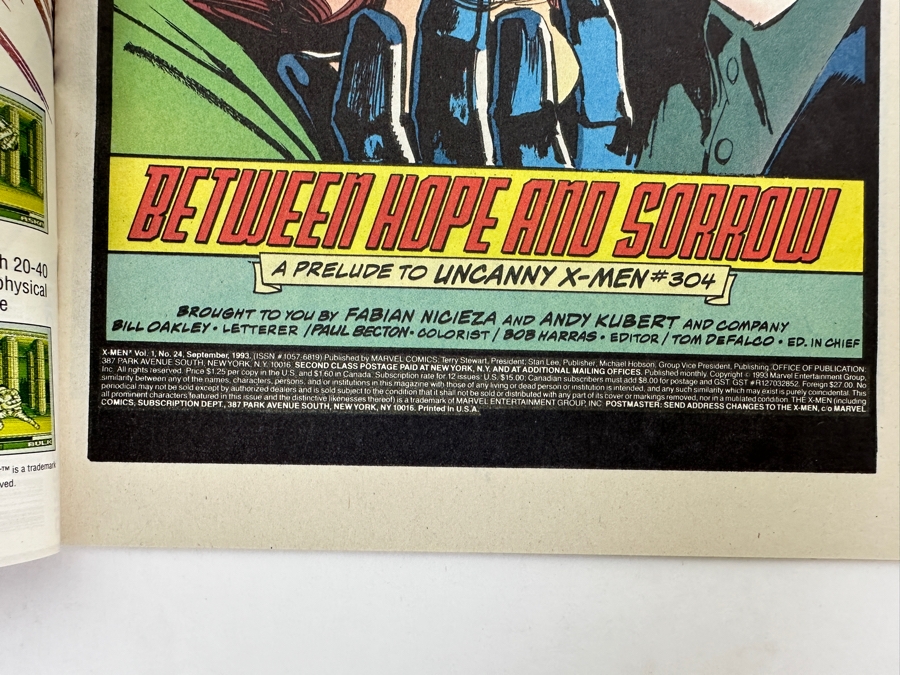 ASKE
h 20-40
physical
e
BULK
™ is a trademark
ved.
BETWEEN HOPE AND SORROW
A PRELUDE TO UNCANNY X-MEN #304
BROUGHT TO YOU BY FABIAN NICIEZA AND ANDY KUBERT AND COMPANY
BILL OAKLEY • LETTERER / PAUL BECTON • COLORIST / BOB HARRAS • EDITOR / TOM DEFALCO • ED. IN CHIEF
X-MEN® Vol. 1, No. 24, September, 1993. (ISSN #1057-6819) Published by MARVEL COMICS, Terry Stewart, President. Stan Lee, Publisher. Michael Hobson, Group Vice President, Publishing. OFFICE OF PUBLICATION:
387 PARK AVENUE SOUTH, NEW YORK, N.Y. 10016. SECOND CLASS POSTAGE PAID AT NEW YORK, N.Y. AND AT ADDITIONAL MAILING OFFICES. Published monthly. Copyright © 1993 Marvel Entertainment Group,
Inc. All rights reserved. Price $1.25 per copy in the U.S. and $1.60 in Canada. Subscription rate for 12 issues: U.S. $15.00; Canadian subscribers must add $8.00 for postage and GST. GST #R127032852. Foreign $27.00. No
similarity between any of the names, characters, persons, and/or institutions in this magazine with those of any living or dead person or institution is intended, and any such similarity which may exist is purely coincidental. This
periodical may not be sold except by authorized dealers and is sold subject to the condition that it shall not be sold or distributed with any part of its cover or markings removed, nor in a mutilated condition. THE X-MEN (including
all prominent characters featured in this issue and the distinctive likenesses thereof) is a trademark of MARVEL ENTERTAINMENT GROUP, INC. POSTMASTER: SEND ADDRESS CHANGES TO THE X-MEN, c/o MARVEL
COMICS, SUBSCRIPTION DEPT., 387 PARK AVENUE SOUTH, NEW YORK, NY 10016. Printed in U.S.A.